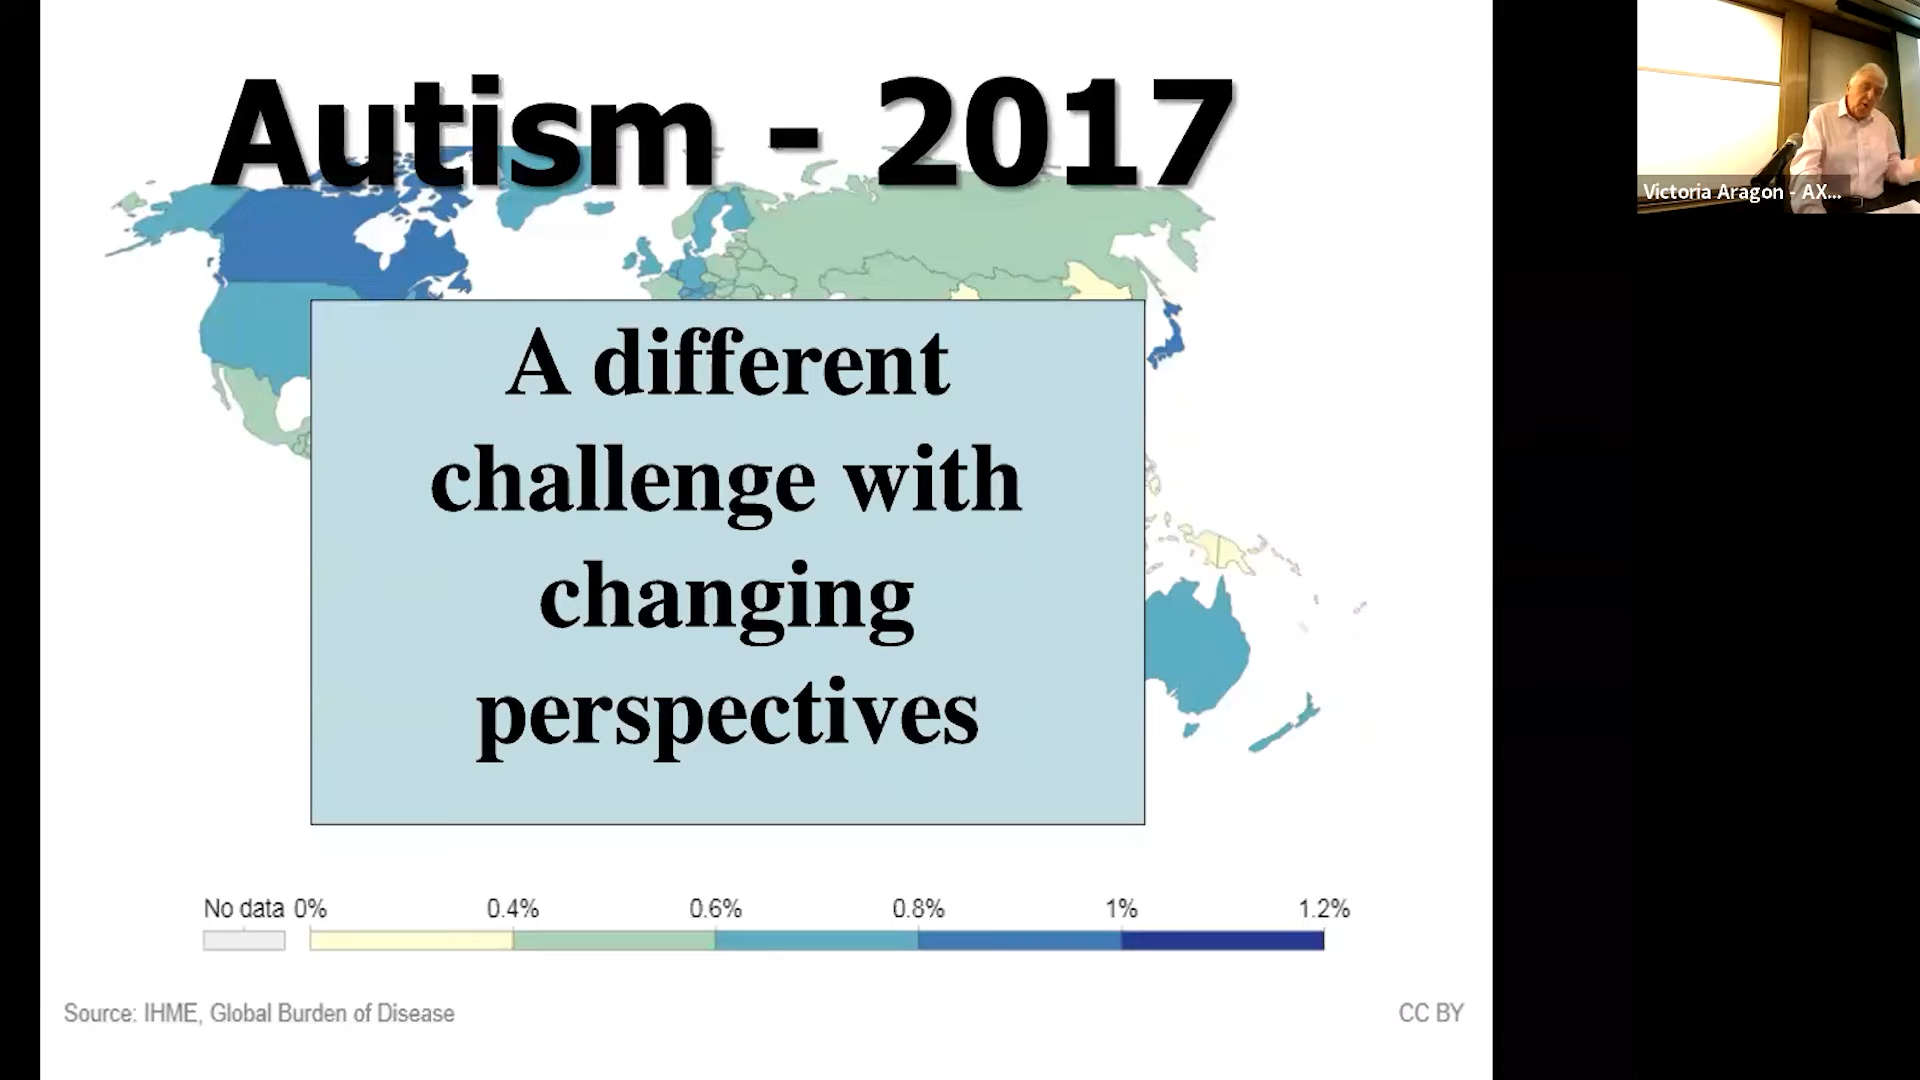 Autism - 2017
Victoria Aragon - AX...
A different
challenge with
changing
perspectives
No data 0% 0.4% 0.6% 0.8% 1% 1.2%
Source: IHME, Global Burden of Disease
CC BY